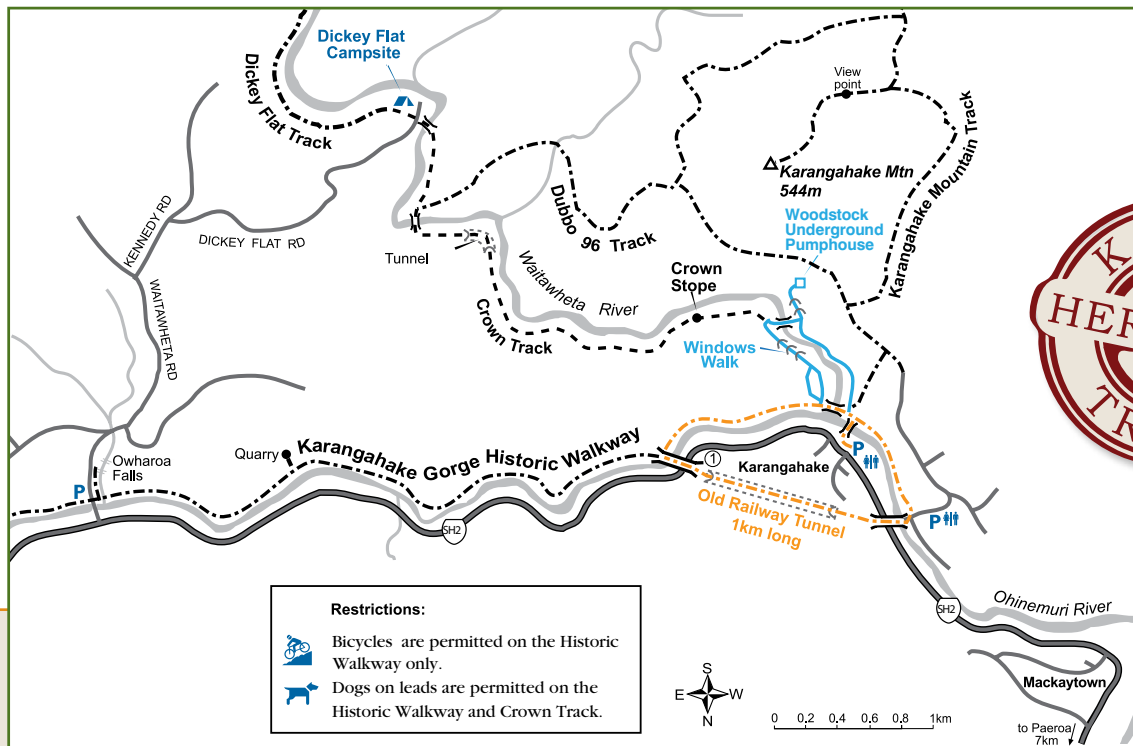 Dickey Flat
Campsite
Dickey Flat Track
View
point
Karangahake Mtn
544m
Karangahake Mountain Track
Dubbo 96 Track
Woodstock
Underground
Pumphouse
KENNEDY RD
DICKEY FLAT RD
WAITAWHETA RD
Tunnel
Waitawheta River
Crown
Stope
Crown Track
Windows
Walk
HER
TR
Owharoa
Falls
P
Quarry
Karangahake Gorge Historic Walkway
1
Karangahake
P
Old Railway Tunnel
1km long
P
SH2
SH2
Ohinemuri River
Mackaytown
to Paeroa
7km
Restrictions:
Bicycles are permitted on the Historic
Walkway only.
Dogs on leads are permitted on the
Historic Walkway and Crown Track.
S
E W
N
0 0.2 0.4 0.6 0.8 1km